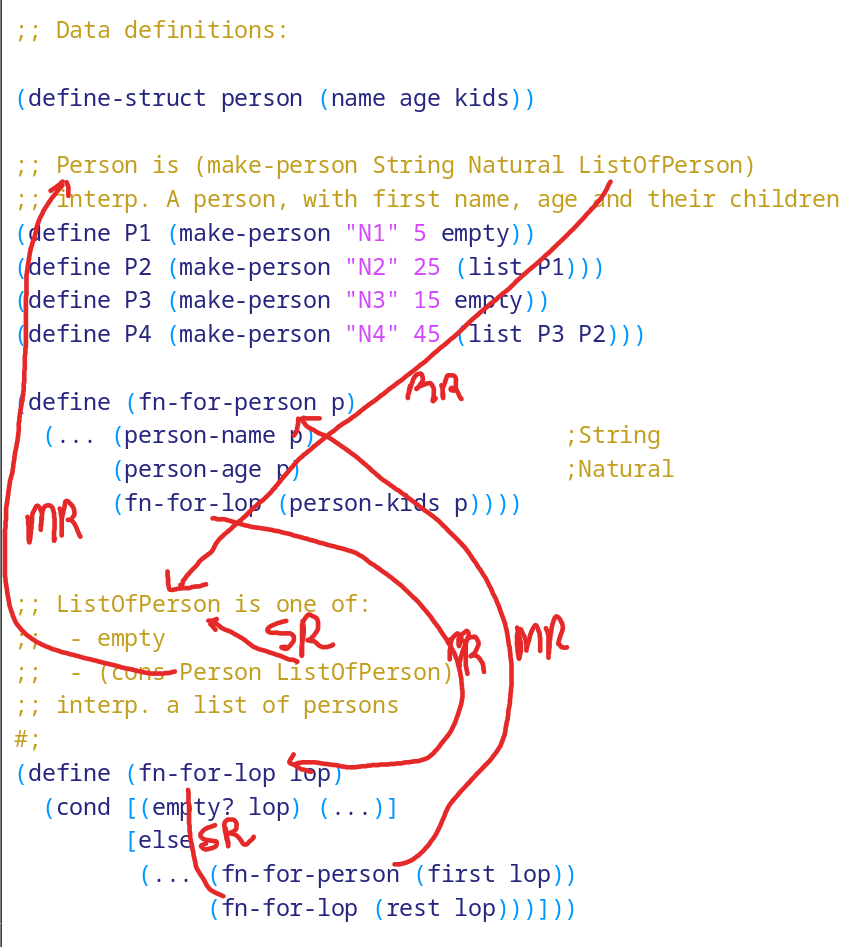 ;; Data definitions:
(define-struct person (name age kids))
;; Person is (make-person String Natural ListOfPerson)
;; interp. A person, with first name, age and their children
(define P1 (make-person "N1" 5 empty))
(define P2 (make-person "N2" 25 (list P1)))
(define P3 (make-person "N3" 15 empty))
(define P4 (make-person "N4" 45 (list P3 P2)))
MR
(define (fn-for-person p)
(... (person-name p) ;String
(person-age p) ;Natural
(fn-for-lop (person-kids p))))
MR
;; ListOfPerson is one of:
;; - empty
SR
MR
;; - (cons Person ListOfPerson)
;; interp. a list of persons
#;
(define (fn-for-lop lop)
(cond [(empty? lop) (...)]
[else
SR
(... (fn-for-person (first lop))
(fn-for-lop (rest lop)))]))